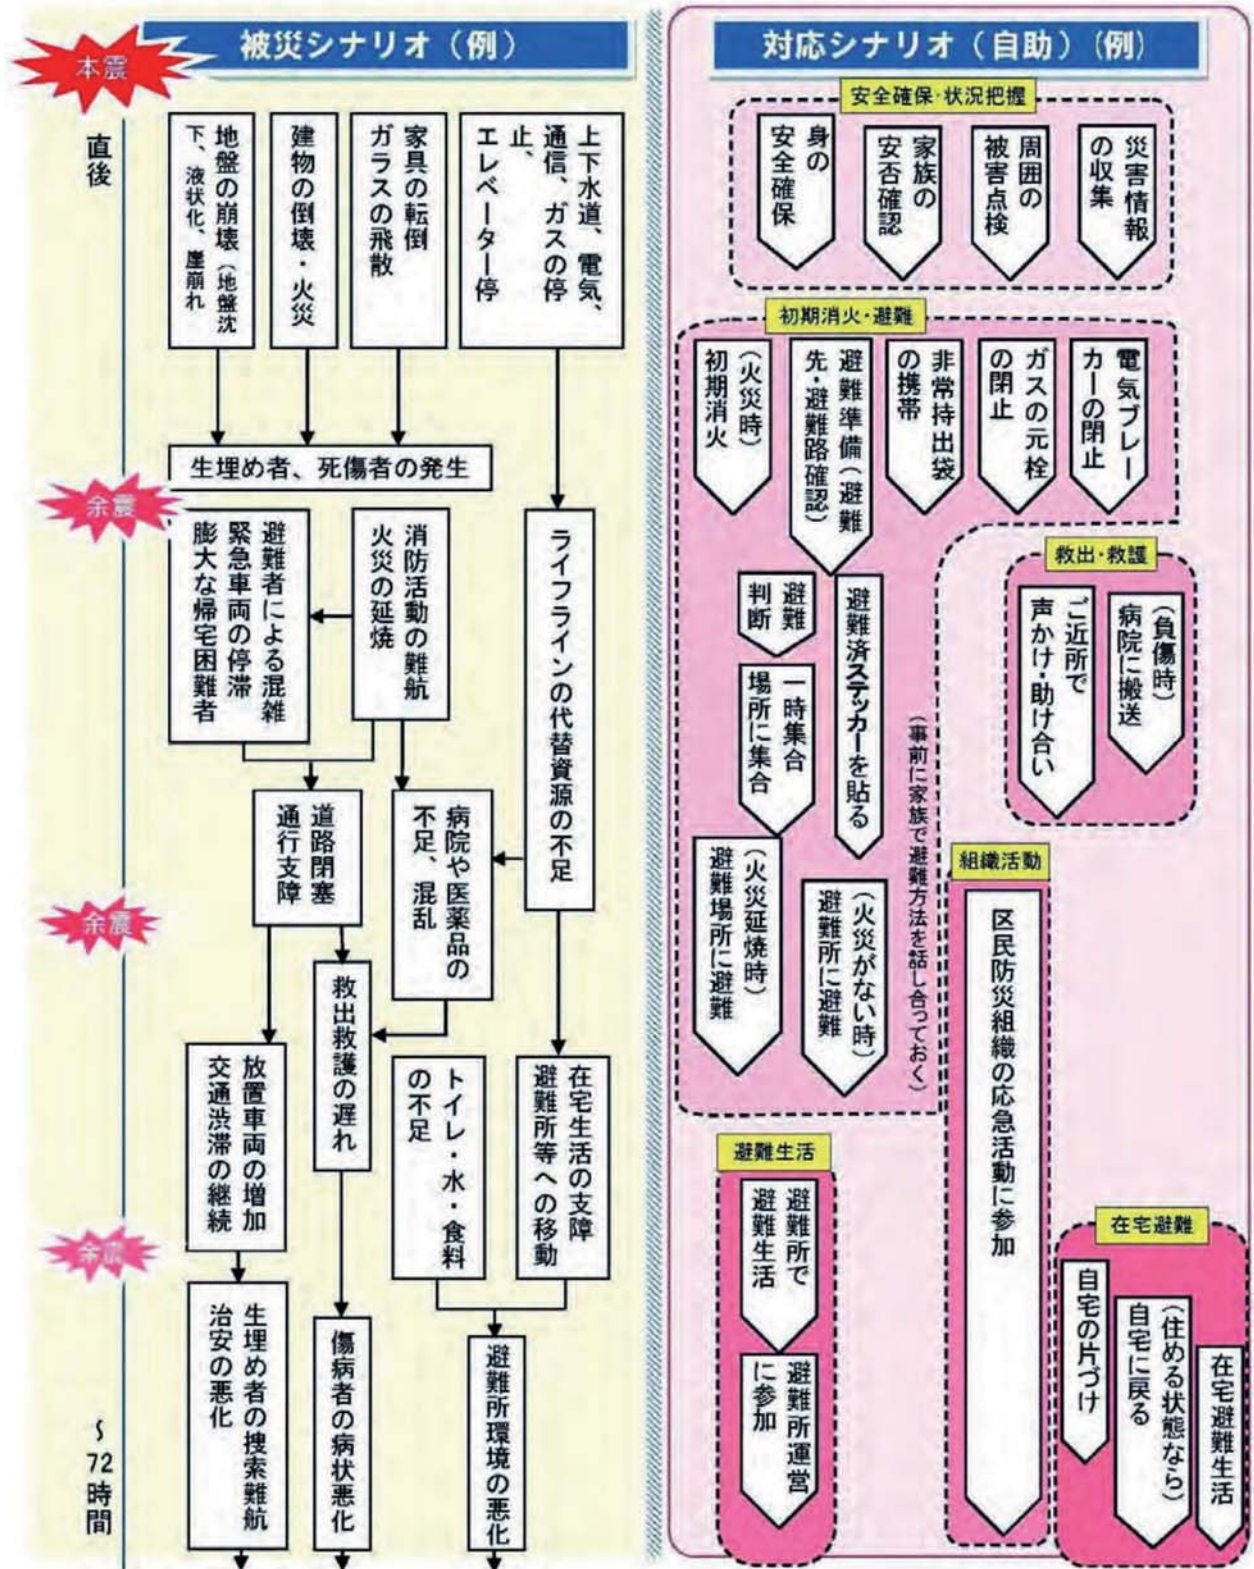 被災シナリオ（例）
本震
直後
地盤の崩壊（地盤沈
下、液状化、崖崩れ
建物の倒壊・火災
家具の転倒
ガラスの飛散
上下水道、電気、
通信、ガスの停
止、
エレベーター停
生埋め者、死傷者の発生
余震
避難者による混雑
緊急車両の停滞
膨大な帰宅困難者
消防活動の難航
火災の延焼
ライフラインの代替資源の不足
道路閉塞
通行支障
病院や医薬品の
不足、混乱
余震
救出救護の遅れ
放置車両の増加
交通渋滞の継続
トイレ・水・食料
の不足
在宅生活の支障
避難所等への移動
余震
生埋め者の捜索難航
治安の悪化
傷病者の病状悪化
避難所環境の悪化
～72時間
対応シナリオ（自助）（例）
安全確保・状況把握
身の
安全確保
家族の
安否確認
周囲の
被害点検
災害情報
の収集
初期消火・避難
（火災時）
初期消火
避難準備（避難
先・避難路確認）
非常持出袋
の携帯
ガスの元栓
の閉止
電気ブレー
カーの閉止
避難
判断
避難済ステッカーを貼る
一時集合
場所に集合
（火災延焼時）
避難場所に避難
（火災がない時）
避難所に避難
（事前に家族で避難方法を話し合っておく）
救出・救護
ご近所で
声かけ・助け合い
（負傷時）
病院に搬送
組織活動
区民防災組織の応急活動に参加
避難生活
避難所で
避難生活
避難所運営
に参加
在宅避難
自宅の片づけ
（住める状態なら）
自宅に戻る
在宅避難生活